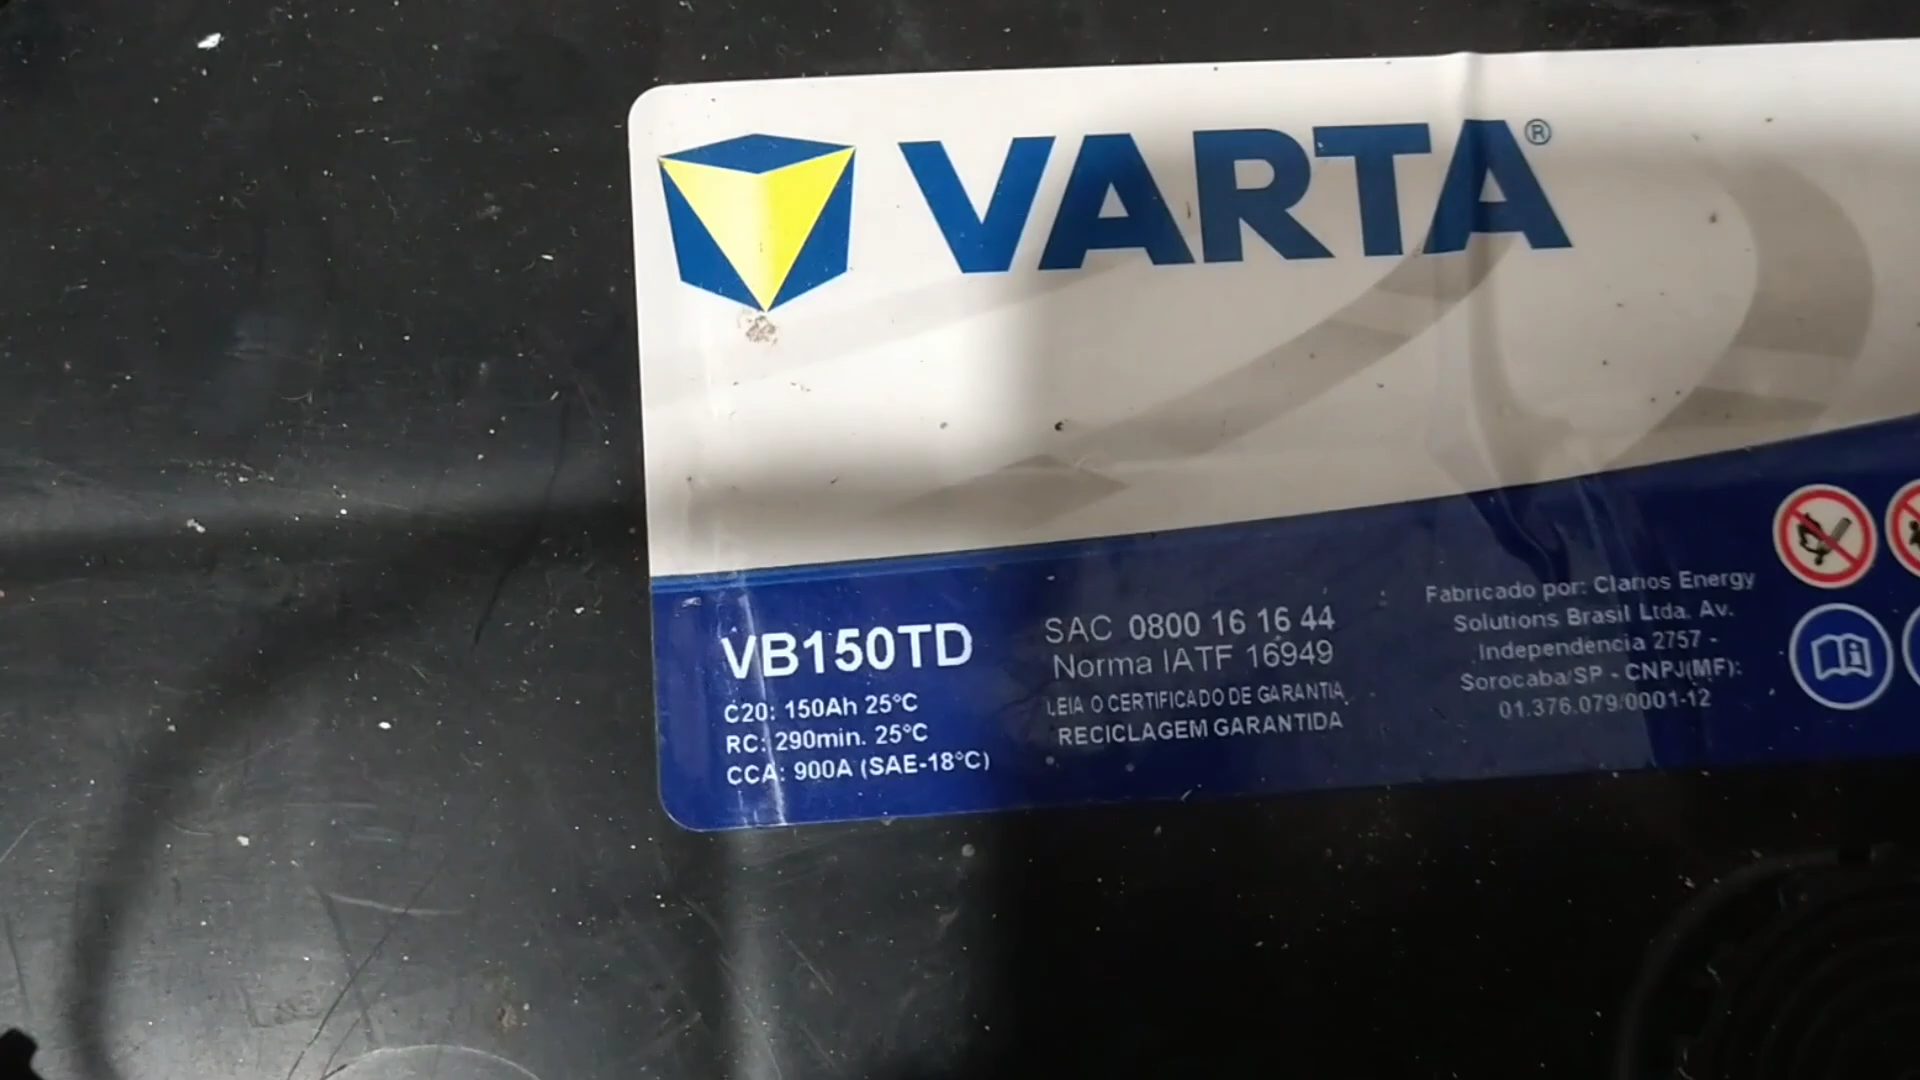 VARTA®
VB150TD
C20: 150Ah 25°C
RC: 290min. 25°C
CCA: 900A (SAE-18°C)
SAC 0800 16 16 44
Norma IATF 16949
LEIA O CERTIFICADO DE GARANTIA
RECICLAGEM GARANTIDA
Fabricado por: Clarios Energy
Solutions Brasil Ltda. Av.
Independencia 2757 -
Sorocaba/SP - CNPJ(MF):
01.376.079/0001-12